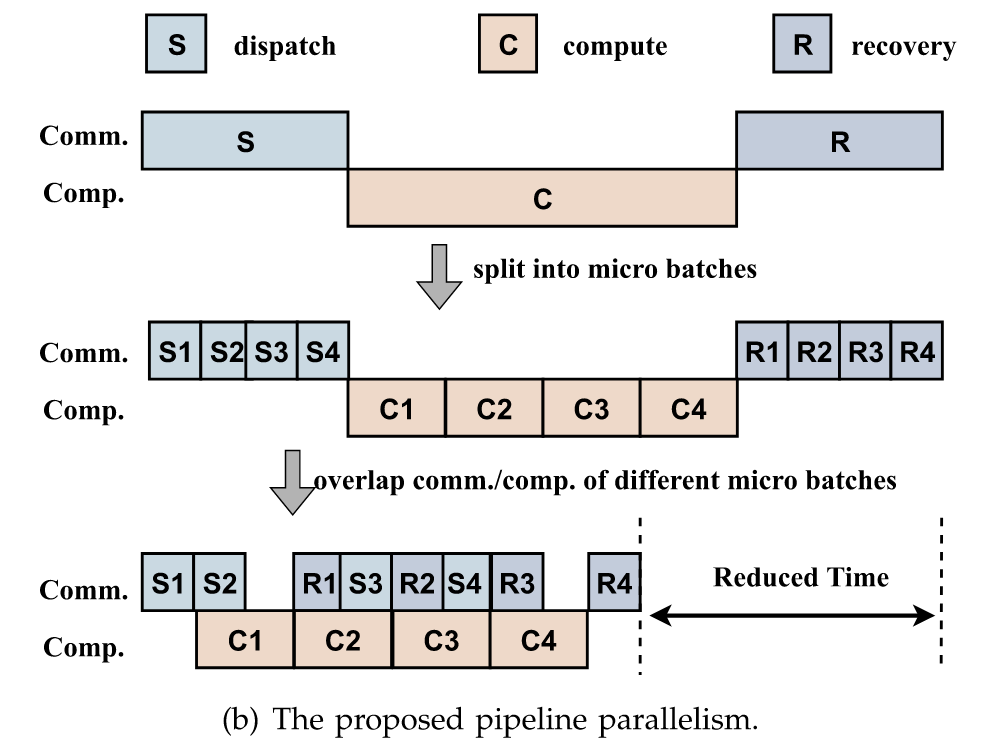 S dispatch C compute R recovery
Comm. S R
Comp. C
split into micro batches
Comm. S1 S2 S3 S4 R1 R2 R3 R4
Comp. C1 C2 C3 C4
overlap comm./comp. of different micro batches
Comm. S1 S2 R1 S3 R2 S4 R3 R4 Reduced Time
Comp. C1 C2 C3 C4
(b) The proposed pipeline parallelism.